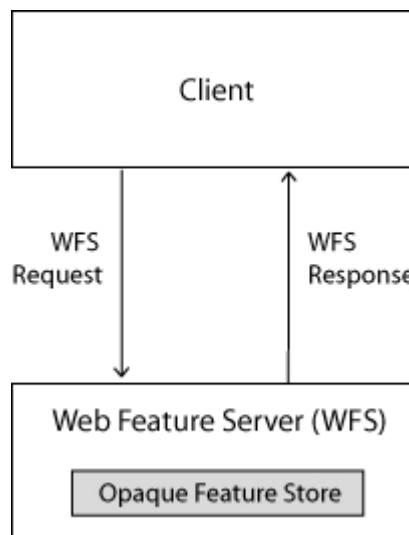 Client
WFS
Request
WFS
Response
Web Feature Server (WFS)
Opaque Feature Store